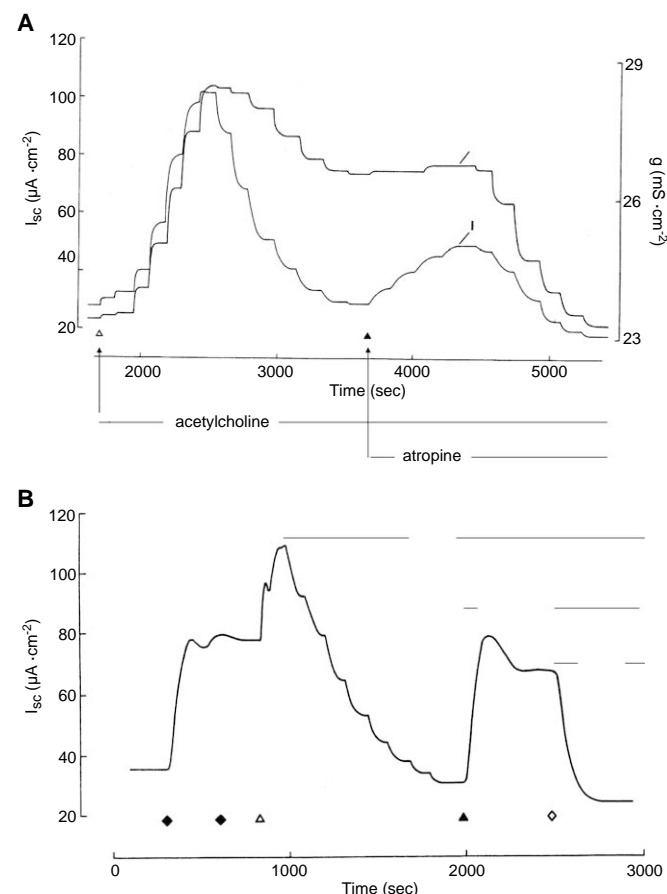 A
120
100
80
60
40
20
I_sc (µA ·cm⁻²)
29
26
23
g (mS ·cm⁻²)
I
2000
3000
4000
5000
Time (sec)
acetylcholine
atropine
B
120
100
80
60
40
20
I_sc (µA ·cm⁻²)
0
1000
2000
3000
Time (sec)